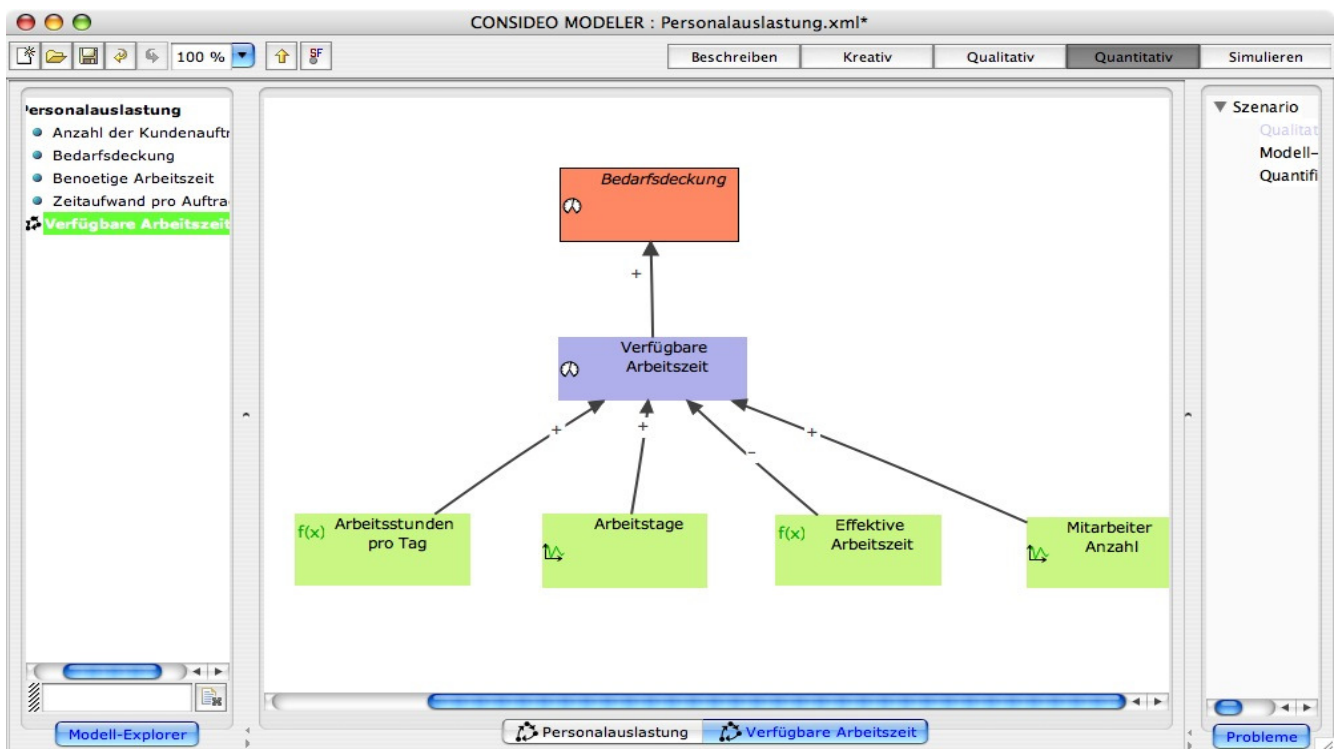 CONSIDEO MODELER : Personalauslastung.xml*
100 %
SF
Beschreiben
Kreativ
Qualitativ
Quantitativ
Simulieren
Personalauslastung
Anzahl der Kundenauftr
Bedarfsdeckung
Benoetige Arbeitszeit
Zeitaufwand pro Auftra
Verfügbare Arbeitszeit
Bedarfsdeckung
+
Verfügbare
Arbeitszeit
+
+
-
+
f(x)
Arbeitsstunden
pro Tag
Arbeitstage
f(x)
Effektive
Arbeitszeit
Mitarbeiter
Anzahl
Szenario
Qualitat
Modell-
Quantifi
Modell-Explorer
Personalauslastung
Verfügbare Arbeitszeit
Probleme